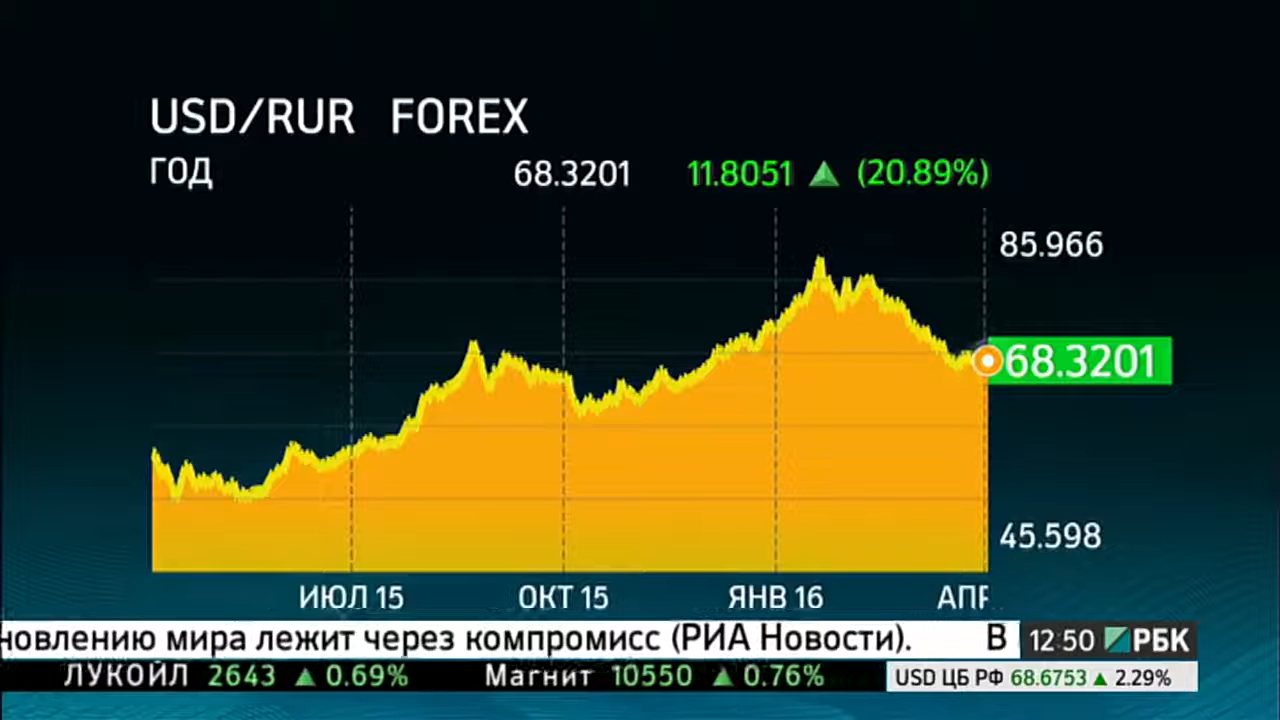 USD/RUR FOREX
ГОД 68.3201 11.8051 ▲ (20.89%)
85.966
68.3201
45.598
ИЮЛ 15 ОКТ 15 ЯНВ 16 АПР
новлению мира лежит через компромисс (РИА Новости). В 12:50 РБК
ЛУКОЙЛ 2643 ▲ 0.69% Магнит 10550 ▲ 0.76% USD ЦБ РФ 68.6753 ▲ 2.29%